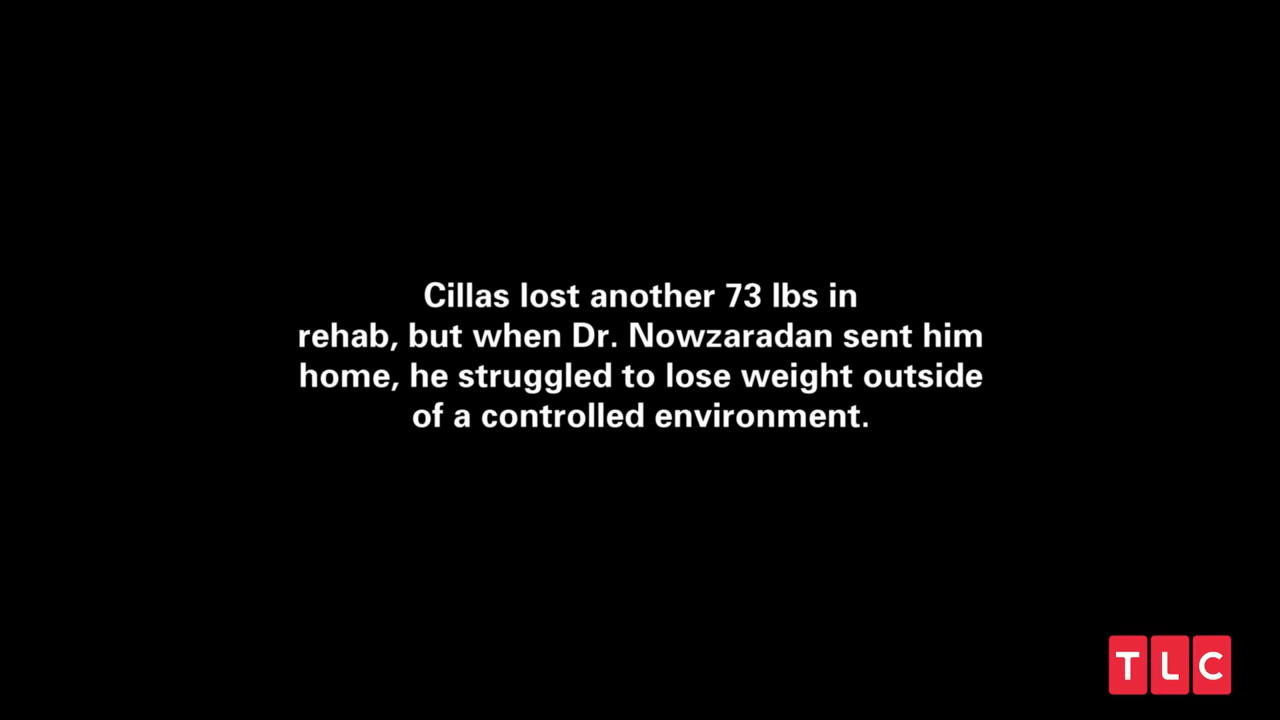 Cillas lost another 73 lbs in
rehab, but when Dr. Nowzaradan sent him
home, he struggled to lose weight outside
of a controlled environment.
TLC